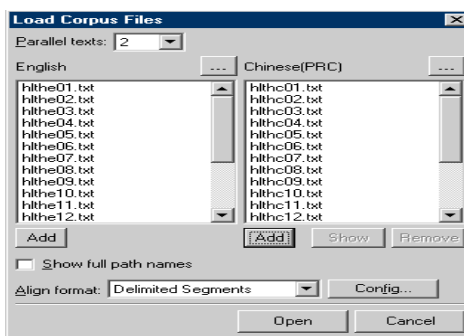 Load Corpus Files
Parallel texts: 2
English ... Chinese(PRC) ...
hlthe01.txt hlthc01.txt
hlthe02.txt hlthc02.txt
hlthe03.txt hlthc03.txt
hlthe04.txt hlthc04.txt
hlthe05.txt hlthc05.txt
hlthe06.txt hlthc06.txt
hlthe07.txt hlthc07.txt
hlthe08.txt hlthc08.txt
hlthe09.txt hlthc09.txt
hlthe10.txt hlthc10.txt
hlthe11.txt hlthc11.txt
hlthe12.txt hlthc12.txt
Add Add Show Remove
Show full path names
Align format: Delimited Segments Config...
Open Cancel